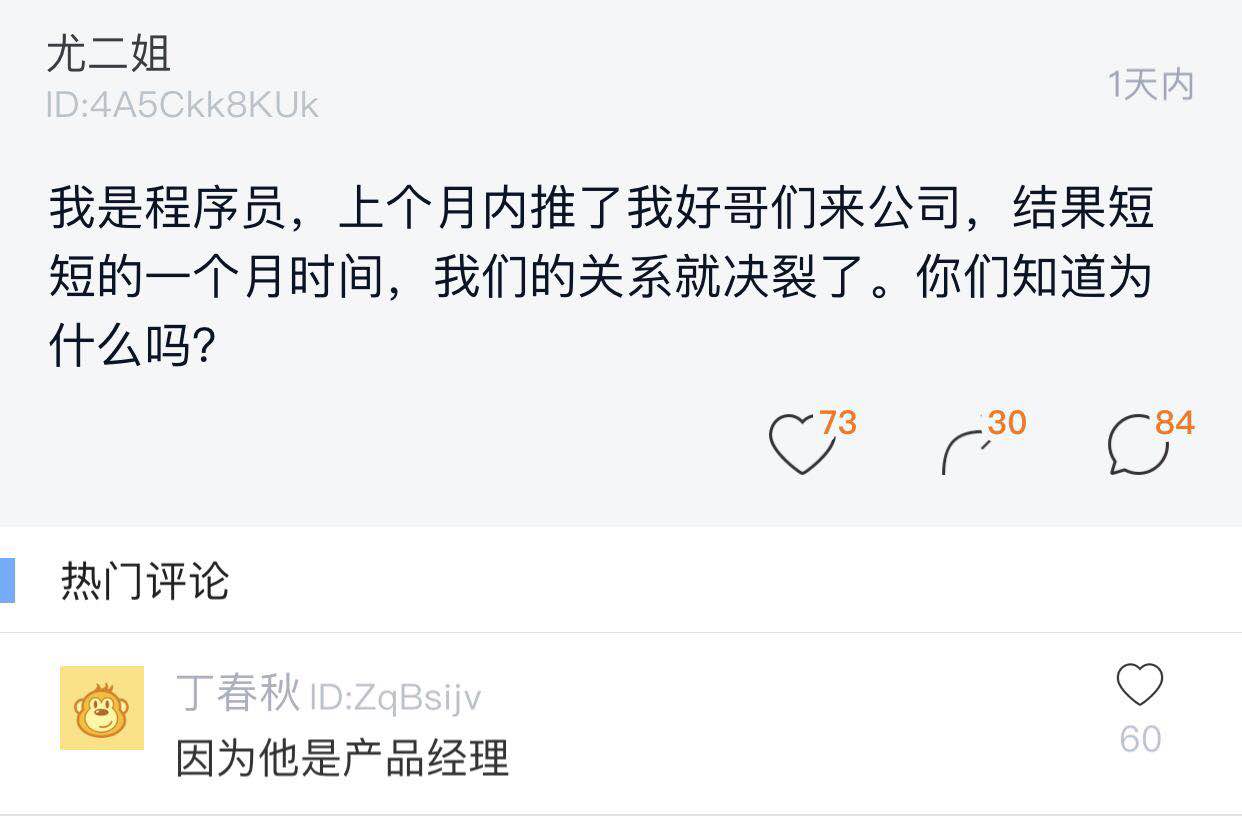 尤二姐
ID:4A5Ckk8KUk
1天内
我是程序员，上个月内推了我好哥们来公司，结果短
短的一个月时间，我们的关系就决裂了。你们知道为
什么吗？
73
30
84
热门评论
丁春秋 ID:ZqBsijv
因为他是产品经理
60